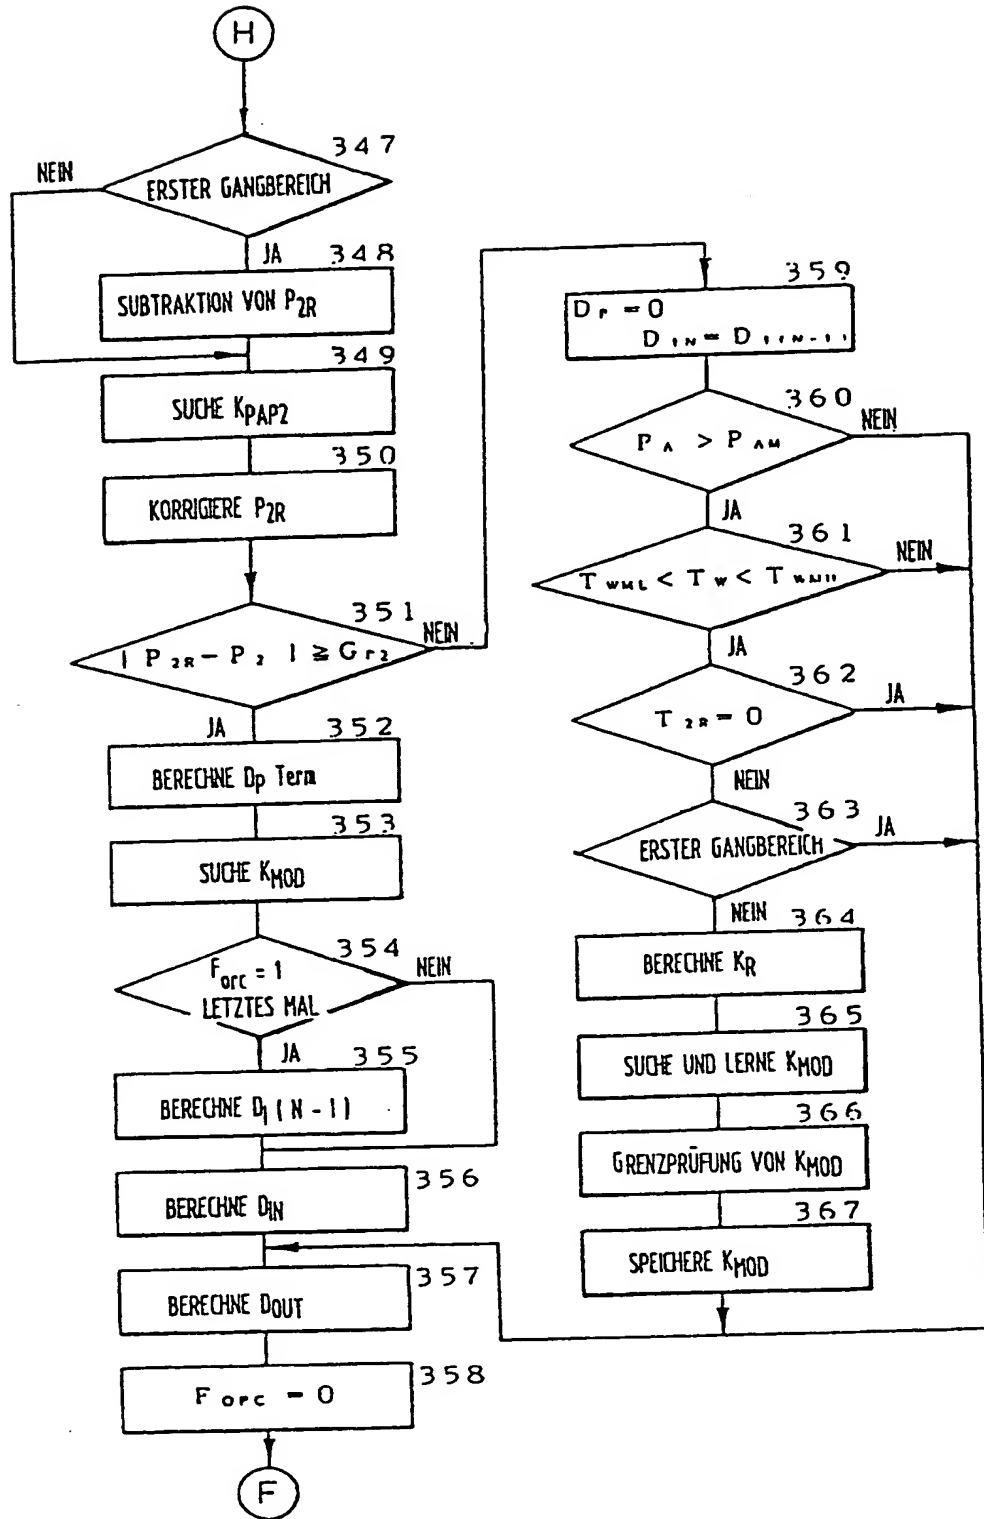 H
347
NEIN
ERSTER GANGBEREICH
JA
348
SUBTRAKTION VON P2R
349
SUCHE KPAP2
350
KORRIGIERE P2R
351
NEIN
| P2R - P2 | ≧ GP2
JA
352
BERECHNE Dp Term
353
SUCHE KMOD
354
FOPC = 1
LETZTES MAL
NEIN
JA
355
BERECHNE DI(N-1)
356
BERECHNE DIN
357
BERECHNE DOUT
358
FOPC = 0
F
359
DP = 0
DIN = DI(N-1)
360
NEIN
PA > PAM
JA
361
NEIN
TWML < TW < TWMH
JA
362
JA
T2R = 0
NEIN
363
JA
ERSTER GANGBEREICH
NEIN
364
BERECHNE KR
365
SUCHE UND LERNE KMOD
366
GRENZPRÜFUNG VON KMOD
367
SPEICHERE KMOD